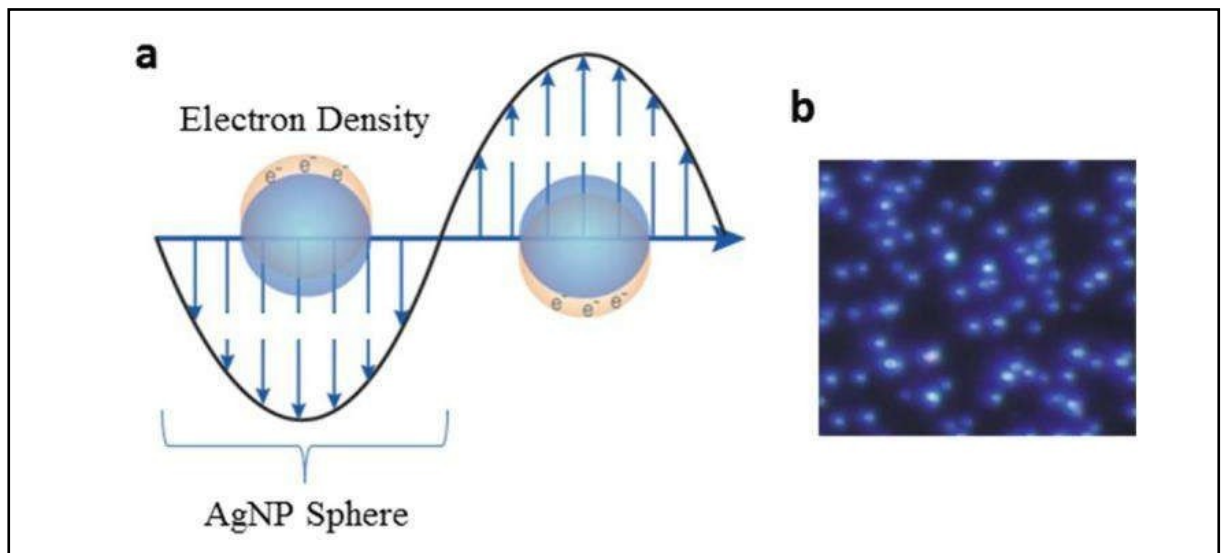 a
Electron Density
e⁻ e⁻ e⁻
e⁻ e⁻ e⁻
AgNP Sphere
b